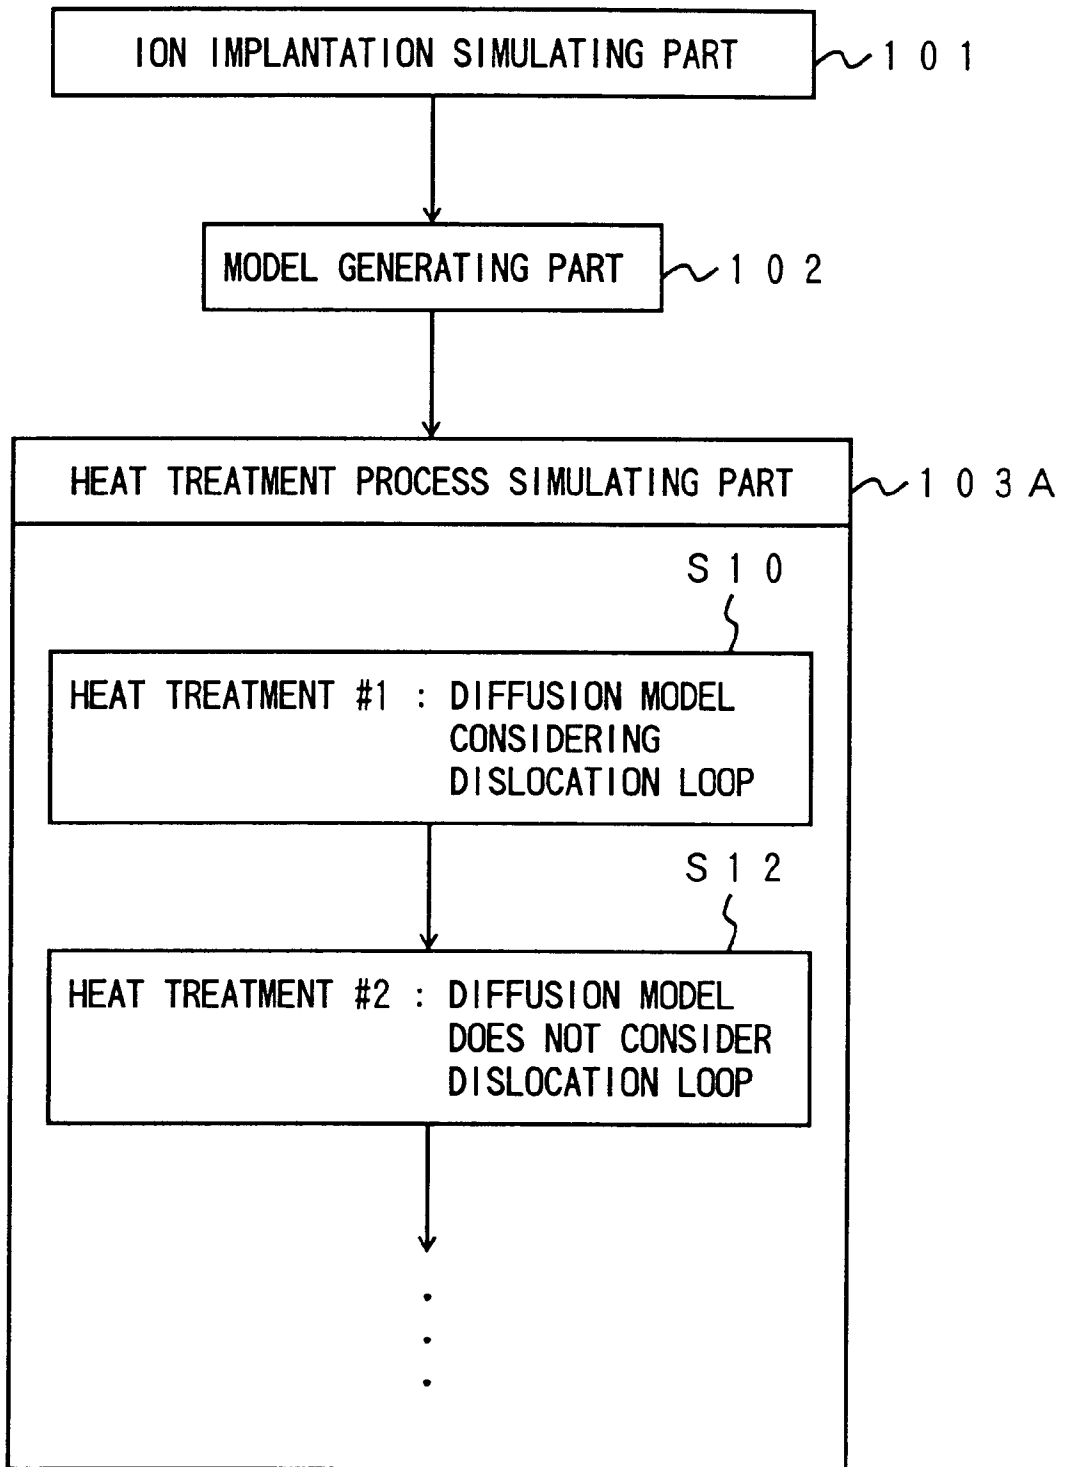 ION IMPLANTATION SIMULATING PART 101
MODEL GENERATING PART 102
HEAT TREATMENT PROCESS SIMULATING PART 103A
S10
HEAT TREATMENT #1 : DIFFUSION MODEL
CONSIDERING
DISLOCATION LOOP
S12
HEAT TREATMENT #2 : DIFFUSION MODEL
DOES NOT CONSIDER
DISLOCATION LOOP